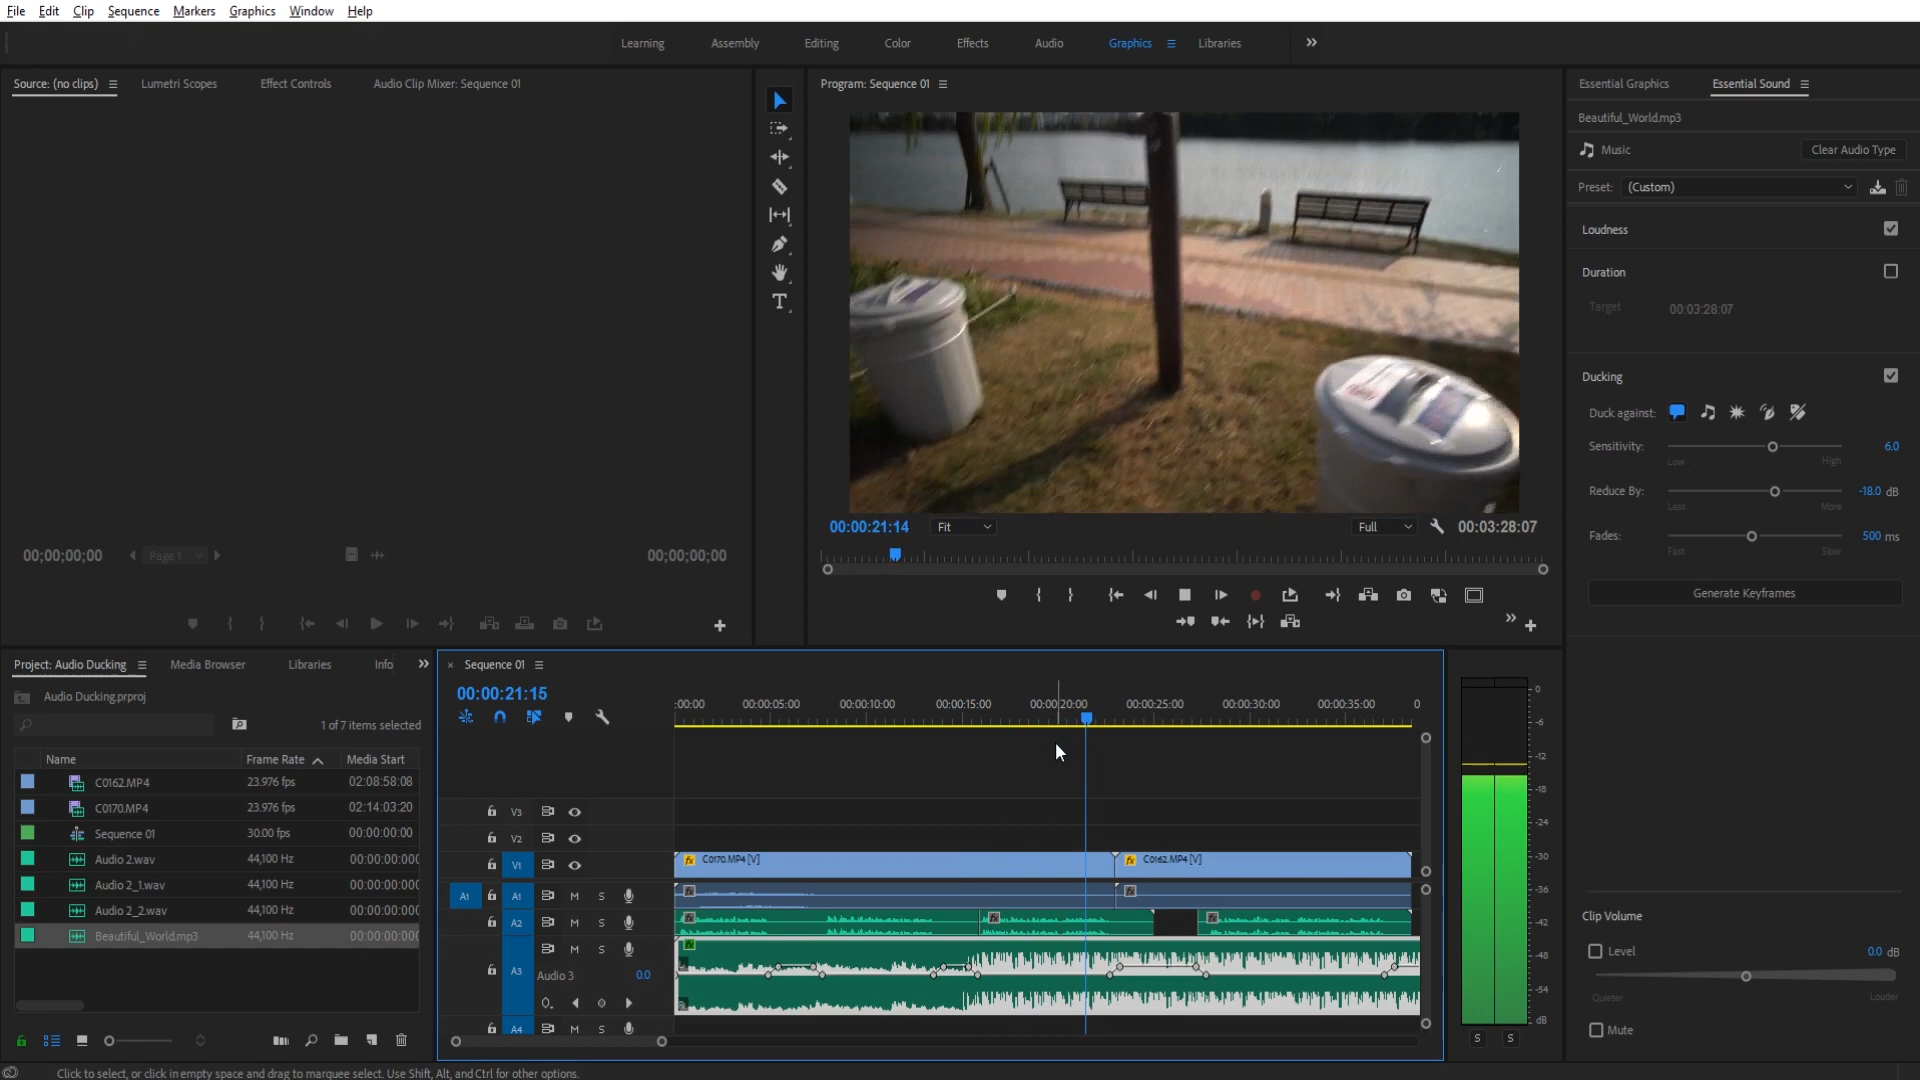 File Edit Clip Sequence Markers Graphics Window Help
Learning Assembly Editing Color Effects Audio Graphics Libraries
Source: (no clips) Lumetri Scopes Effect Controls Audio Clip Mixer: Sequence 01
Program: Sequence 01
Essential Graphics Essential Sound
Beautiful_World.mp3
Music Clear Audio Type
Preset: (Custom)
Loudness
Duration
Target 00:03:28:07
Ducking
Duck against:
Sensitivity: 6.0
Low High
Reduce By: -18.0 dB
Less More
Fades: 500 ms
Fast Slow
Generate Keyframes
00:00:21:14 Fit Full 00:03:28:07
00;00;00;00 Page 1 00;00;00;00
Project: Audio Ducking Media Browser Libraries Info
Audio Ducking.prproj
1 of 7 items selected
Name Frame Rate Media Start
C0162.MP4 23.976 fps 02:08:58:08
C0170.MP4 23.976 fps 02:14:03:20
Sequence 01 30.00 fps 00:00:00:00
Audio 2.wav 44,100 Hz 00:00:00:000
Audio 2_1.wav 44,100 Hz 00:00:00:000
Audio 2_2.wav 44,100 Hz 00:00:00:000
Beautiful_World.mp3 44,100 Hz 00:00:00:000
× Sequence 01
00:00:21:15
:00:00 00:00:05:00 00:00:10:00 00:00:15:00 00:00:20:00 00:00:25:00 00:00:30:00 00:00:35:00 0
V3
V2
V1 fx C0170.MP4 [V] fx C0162.MP4 [V]
A1 A1 M S fx fx
A2 M S fx fx fx
M S fx
A3 Audio 3 0.0
A4 M S
0
-6
-12
-18
-24
-30
-36
-42
-48
-54
dB
S S
Clip Volume
Level 0.0 dB
Quieter Louder
Mute
Click to select, or click in empty space and drag to marquee select. Use Shift, Alt, and Ctrl for other options.